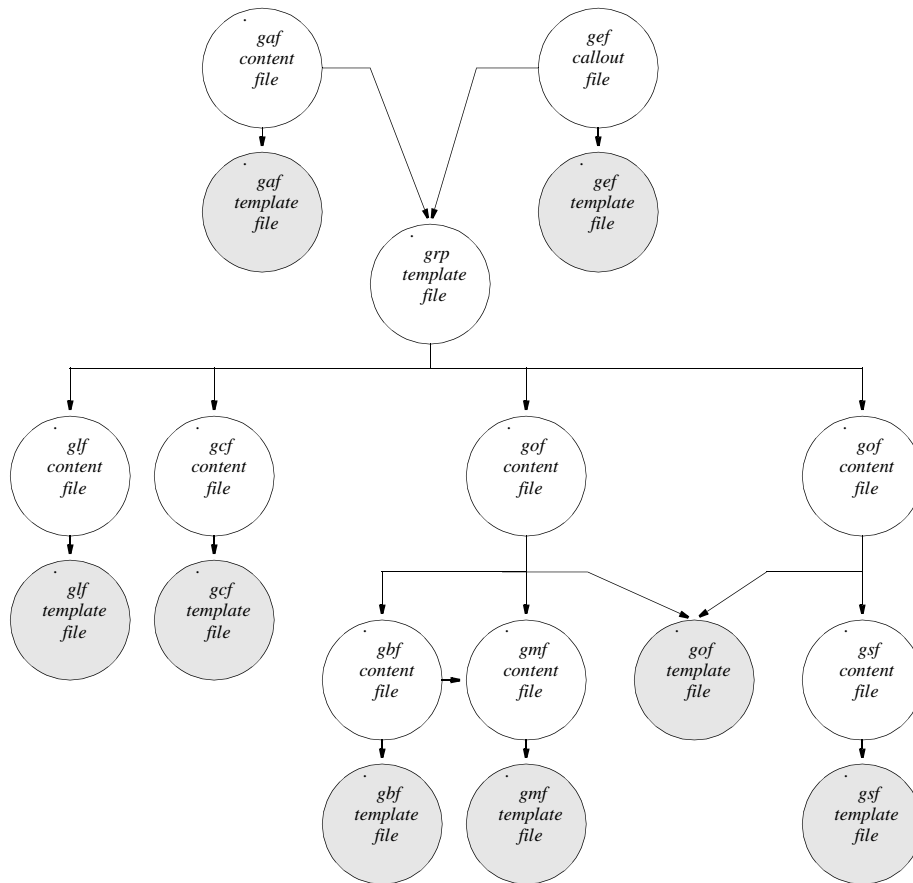 . gaf
content
file
. gef
callout
file
. gaf
template
file
. gef
template
file
. grp
template
file
. glf
content
file
. gcf
content
file
. gof
content
file
. gof
content
file
. glf
template
file
. gcf
template
file
. gbf
content
file
. gmf
content
file
. gof
template
file
. gsf
content
file
. gbf
template
file
. gmf
template
file
. gsf
template
file